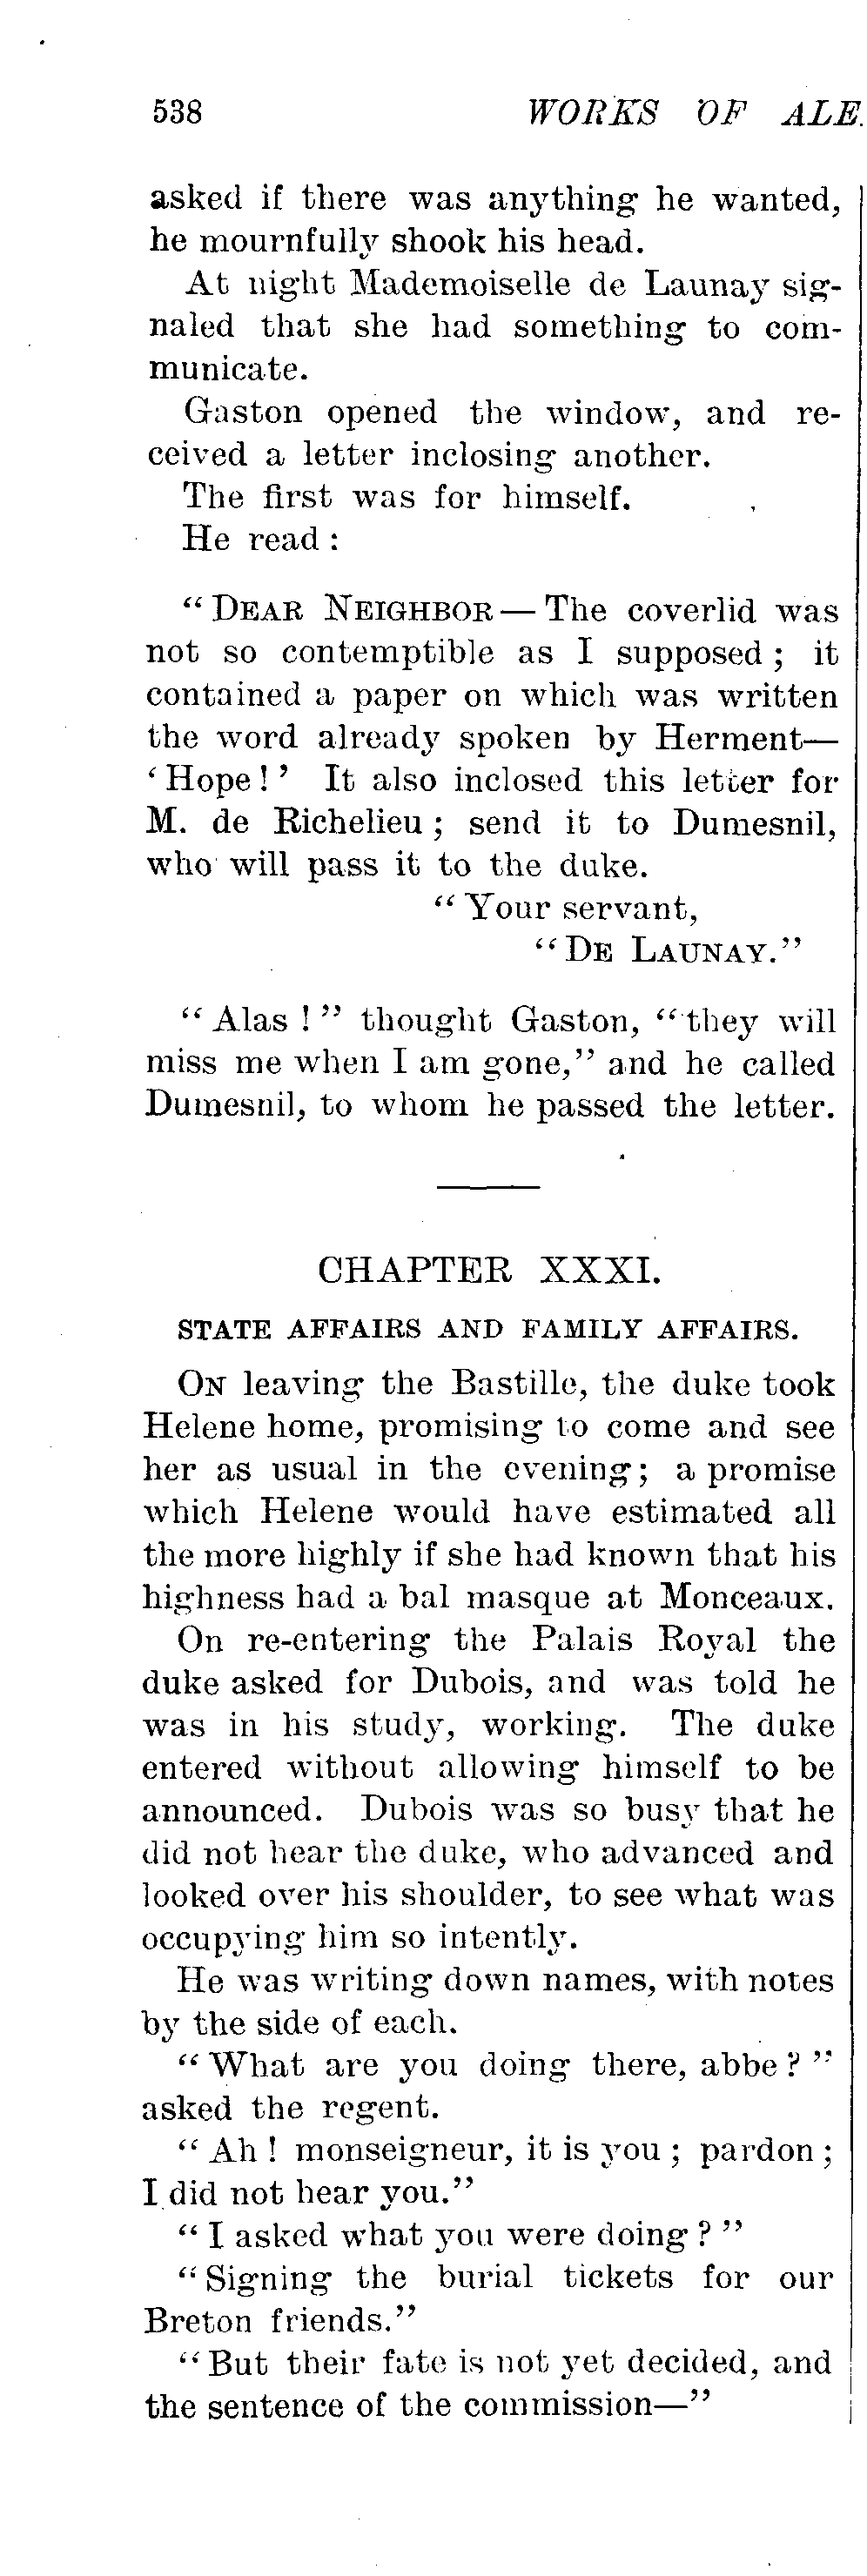 538 WORKS OF ALE
asked if there was anything he wanted,
he mournfully shook his head.
At night Mademoiselle de Launay sig-
naled that she had something to com-
municate.
Gaston opened the window, and re-
ceived a letter inclosing another.
The first was for himself.
He read :
“ DEAR NEIGHBOR — The coverlid was
not so contemptible as I supposed ; it
contained a paper on which was written
the word already spoken by Herment—
‘ Hope ! ’ It also inclosed this letter for
M. de Richelieu ; send it to Dumesnil,
who will pass it to the duke.
“ Your servant,
“ DE LAUNAY.”
“ Alas ! ” thought Gaston, “ they will
miss me when I am gone,” and he called
Dumesnil, to whom he passed the letter.
CHAPTER XXXI.
STATE AFFAIRS AND FAMILY AFFAIRS.
ON leaving the Bastille, the duke took
Helene home, promising to come and see
her as usual in the evening ; a promise
which Helene would have estimated all
the more highly if she had known that his
highness had a bal masque at Monceaux.
On re-entering the Palais Royal the
duke asked for Dubois, and was told he
was in his study, working. The duke
entered without allowing himself to be
announced. Dubois was so busy that he
did not hear the duke, who advanced and
looked over his shoulder, to see what was
occupying him so intently.
He was writing down names, with notes
by the side of each.
“ What are you doing there, abbe ? ”
asked the regent.
“ Ah ! monseigneur, it is you ; pardon ;
I did not hear you.”
“ I asked what you were doing ? ”
“ Signing the burial tickets for our
Breton friends.”
“ But their fate is not yet decided, and
the sentence of the commission—”